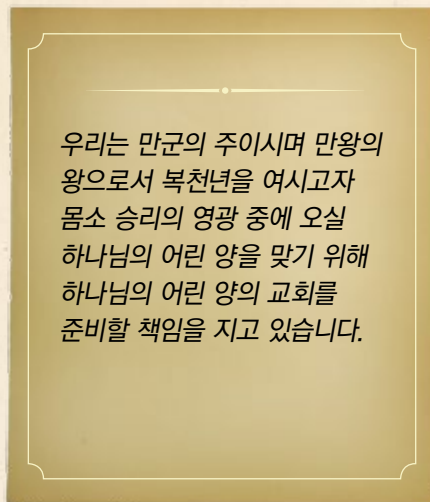 우리는 만군의 주이시며 만왕의
왕으로서 복천년을 여시고자
몸소 승리의 영광 중에 오실
하나님의 어린 양을 맞기 위해
하나님의 어린 양의 교회를
준비할 책임을 지고 있습니다.